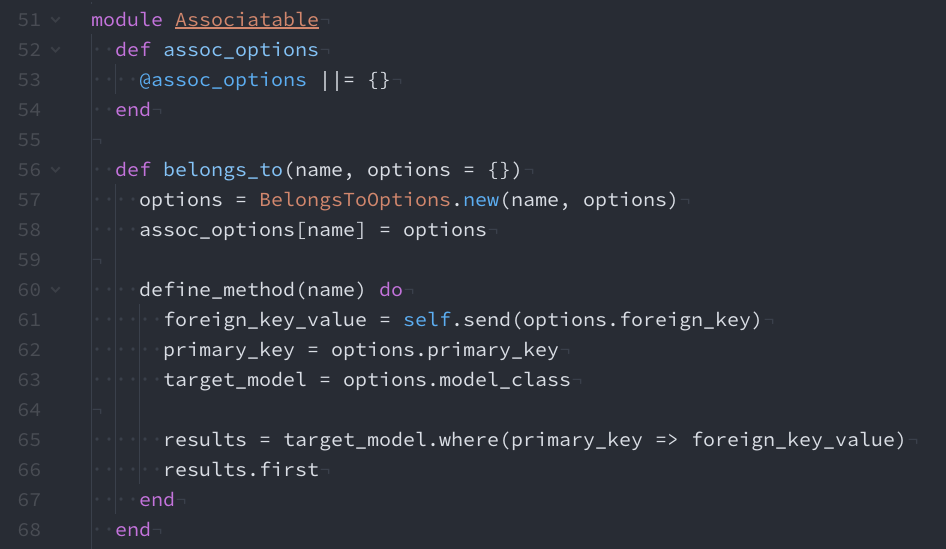 51 module Associatable
52   def assoc_options
53     @assoc_options ||= {}
54   end
55
56   def belongs_to(name, options = {})
57     options = BelongsToOptions.new(name, options)
58     assoc_options[name] = options
59
60     define_method(name) do
61       foreign_key_value = self.send(options.foreign_key)
62       primary_key = options.primary_key
63       target_model = options.model_class
64
65       results = target_model.where(primary_key => foreign_key_value)
66       results.first
67     end
68   end